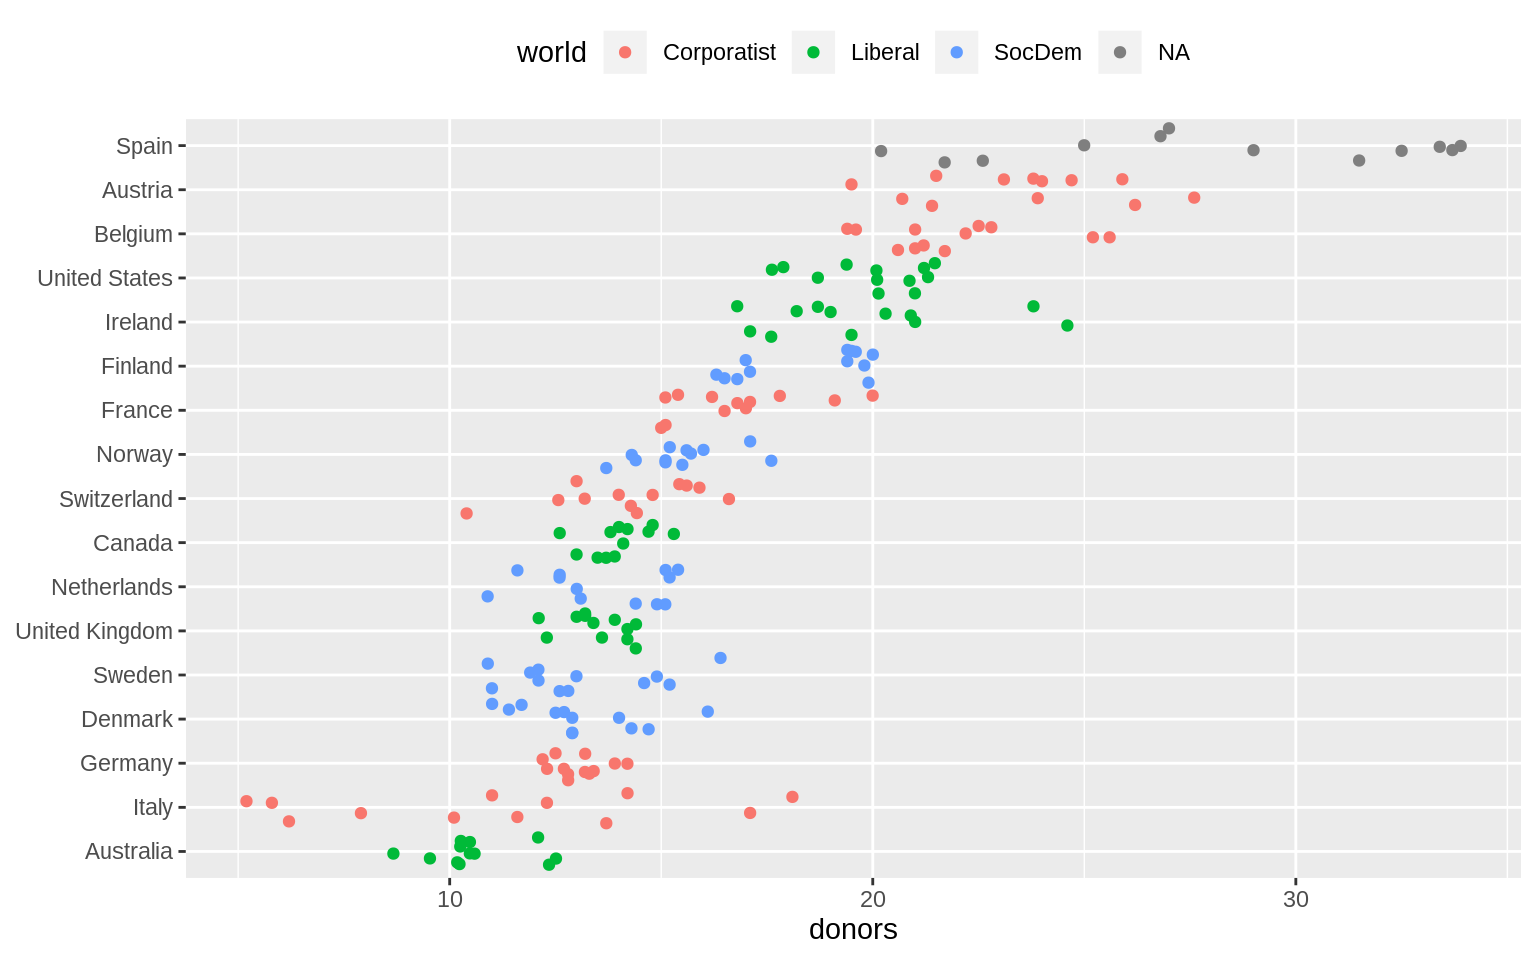 world Corporatist Liberal SocDem NA
Spain
Austria
Belgium
United States
Ireland
Finland
France
Norway
Switzerland
Canada
Netherlands
United Kingdom
Sweden
Denmark
Germany
Italy
Australia
10 20 30
donors